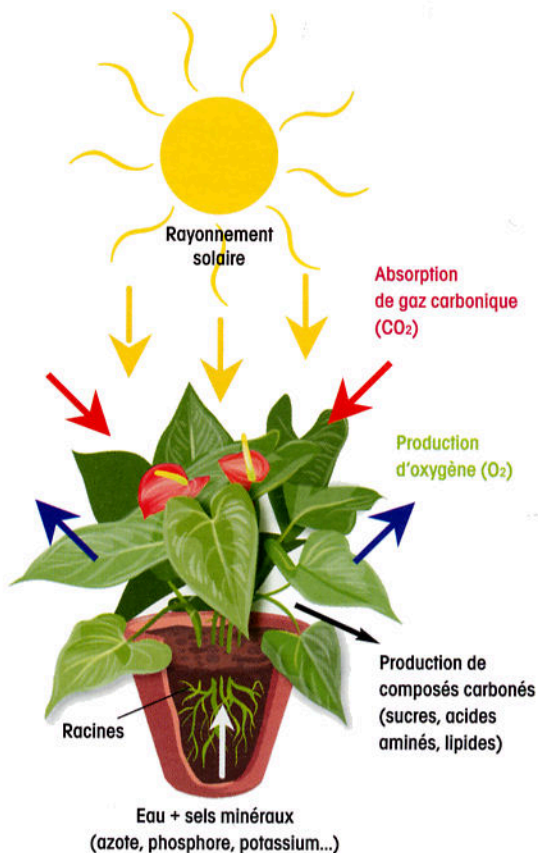 Rayonnement
solaire
Absorption
de gaz carbonique
(CO₂)
Production
d'oxygène (O₂)
Production de
composés carbonés
(sucres, acides
aminés, lipides)
Racines
Eau + sels minéraux
(azote, phosphore, potassium...)